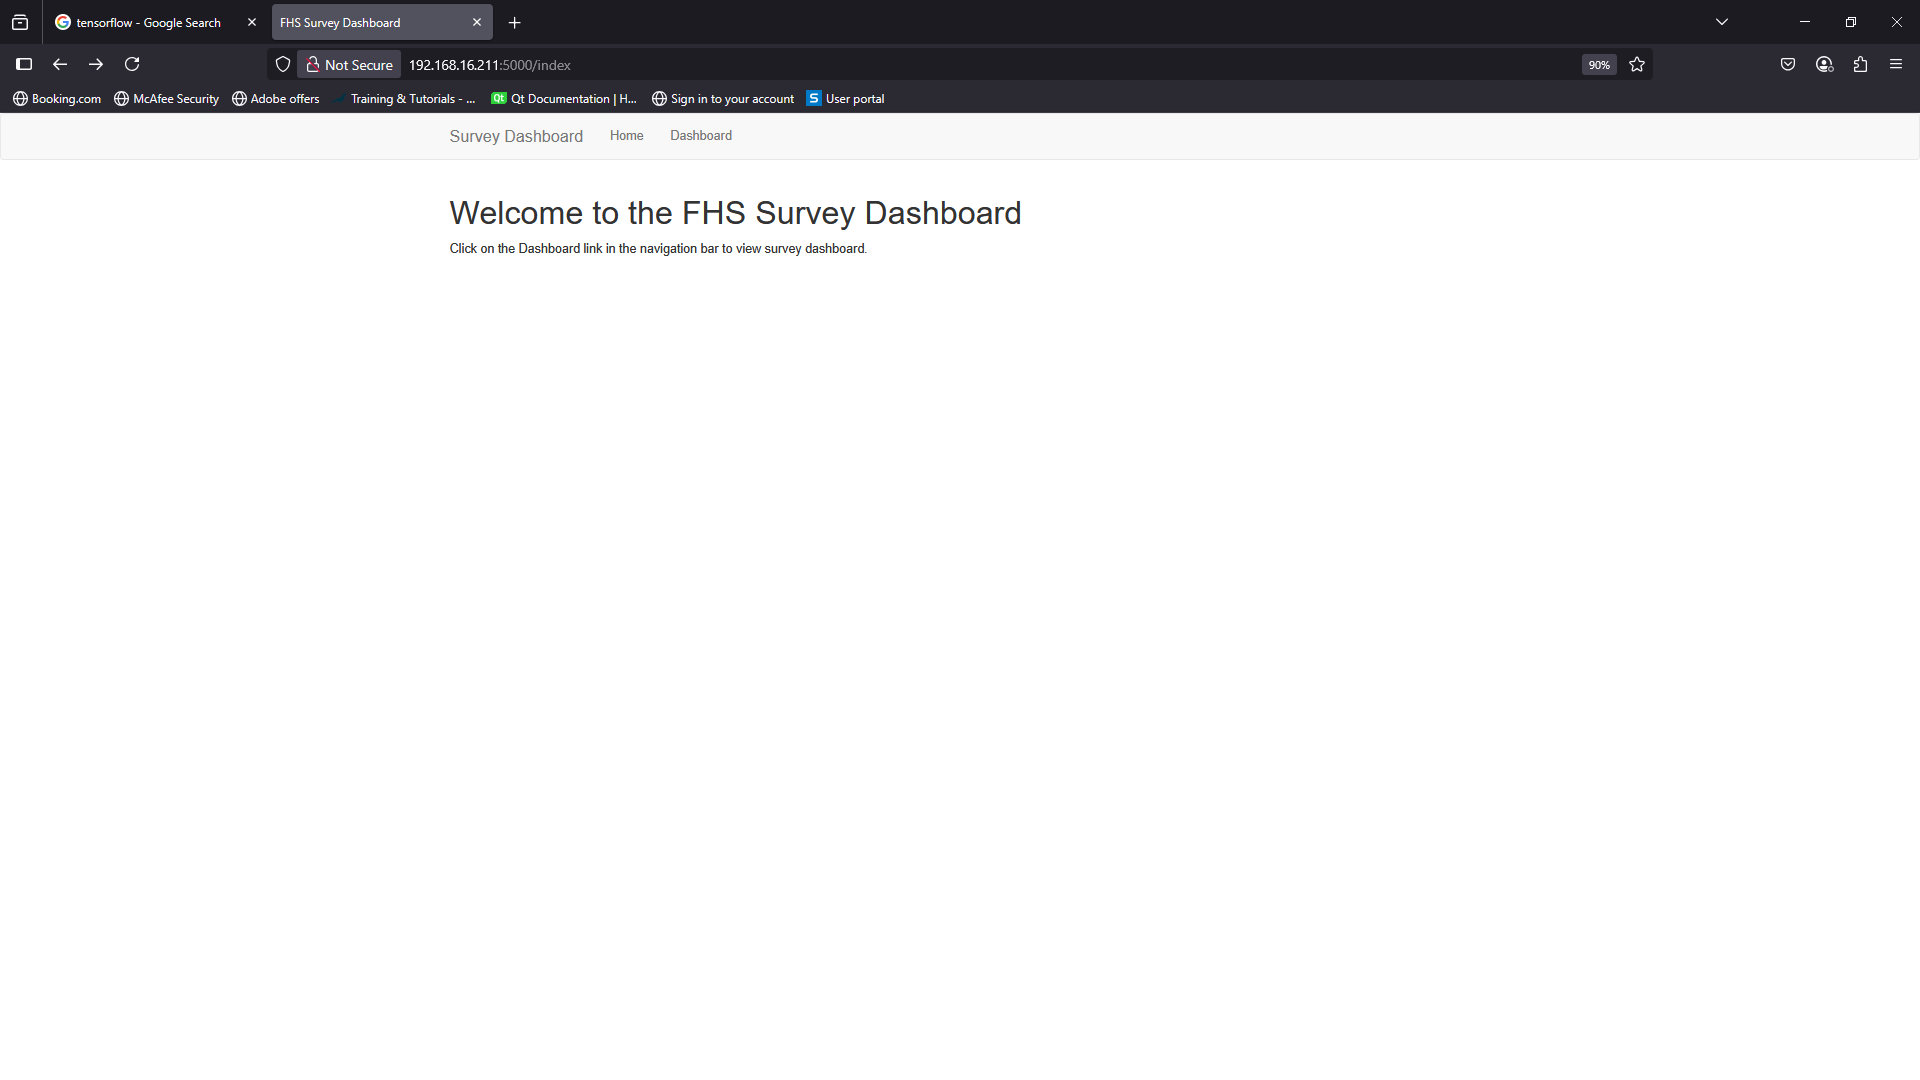 tensorflow - Google Search
FHS Survey Dashboard
Not Secure
192.168.16.211:5000/index
90%
Booking.com
McAfee Security
Adobe offers
Training & Tutorials - ...
Qt Qt Documentation | H...
Sign in to your account
S User portal
Survey Dashboard
Home
Dashboard
Welcome to the FHS Survey Dashboard
Click on the Dashboard link in the navigation bar to view survey dashboard.